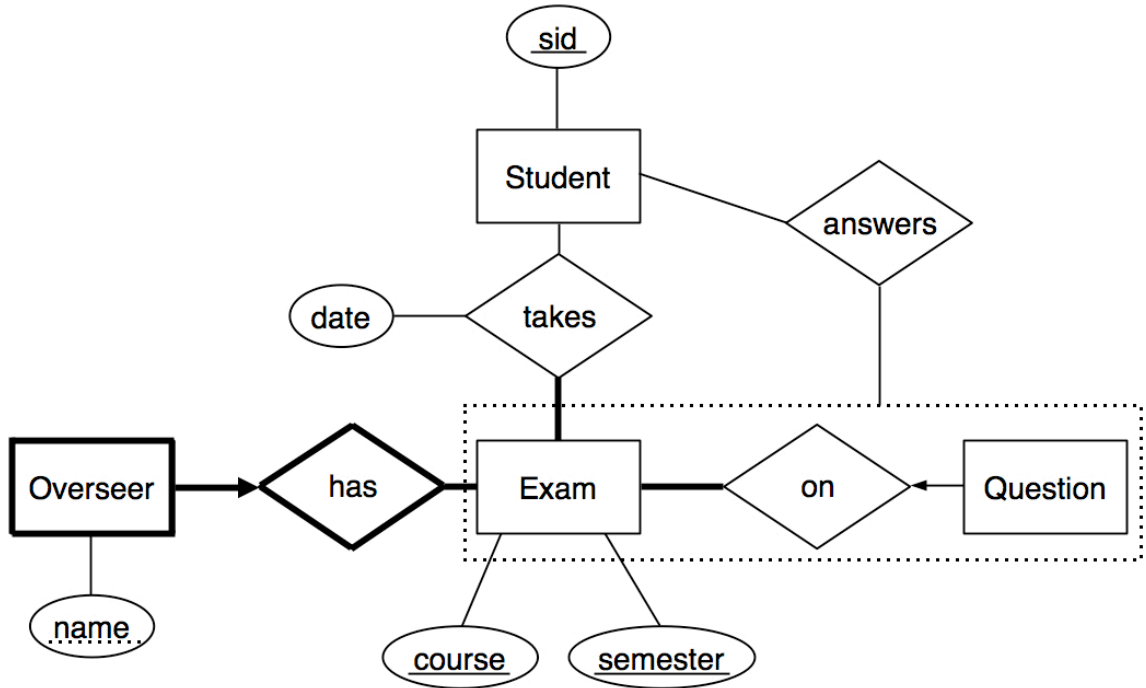 sid
Student
answers
date
takes
Overseer
has
Exam
on
Question
name
course
semester